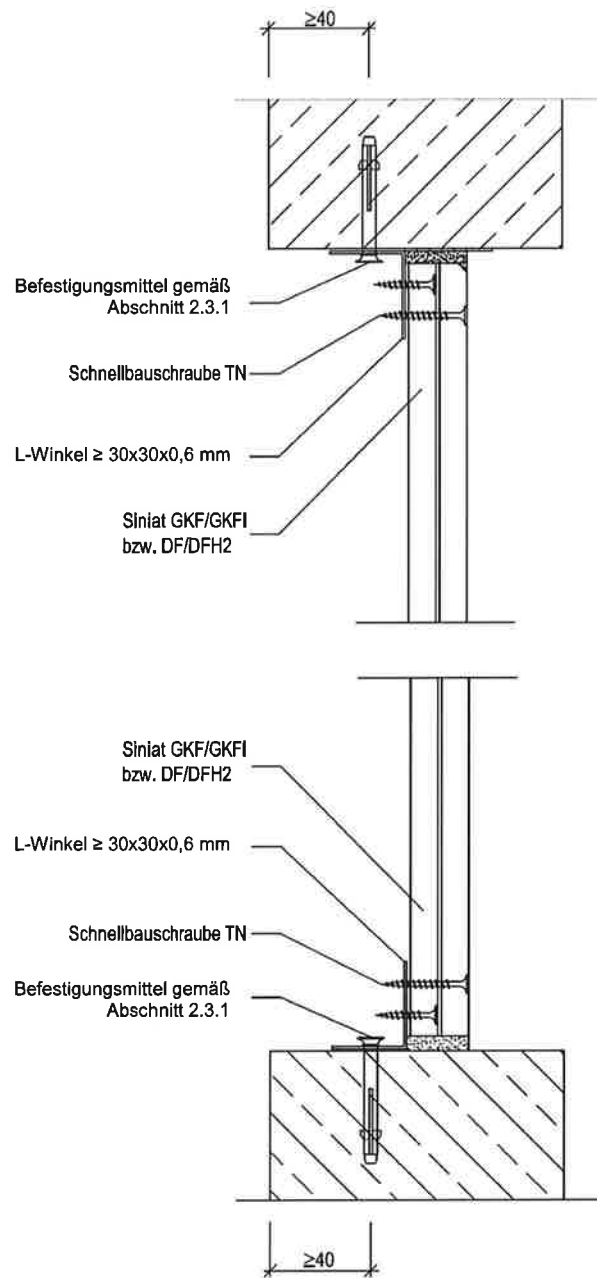 ≥40
Befestigungsmittel gemäß
Abschnitt 2.3.1
Schnellbauschraube TN
L-Winkel ≥ 30x30x0,6 mm
Siniat GKF/GKFI
bzw. DF/DFH2
Siniat GKF/GKFI
bzw. DF/DFH2
L-Winkel ≥ 30x30x0,6 mm
Schnellbauschraube TN
Befestigungsmittel gemäß
Abschnitt 2.3.1
≥40